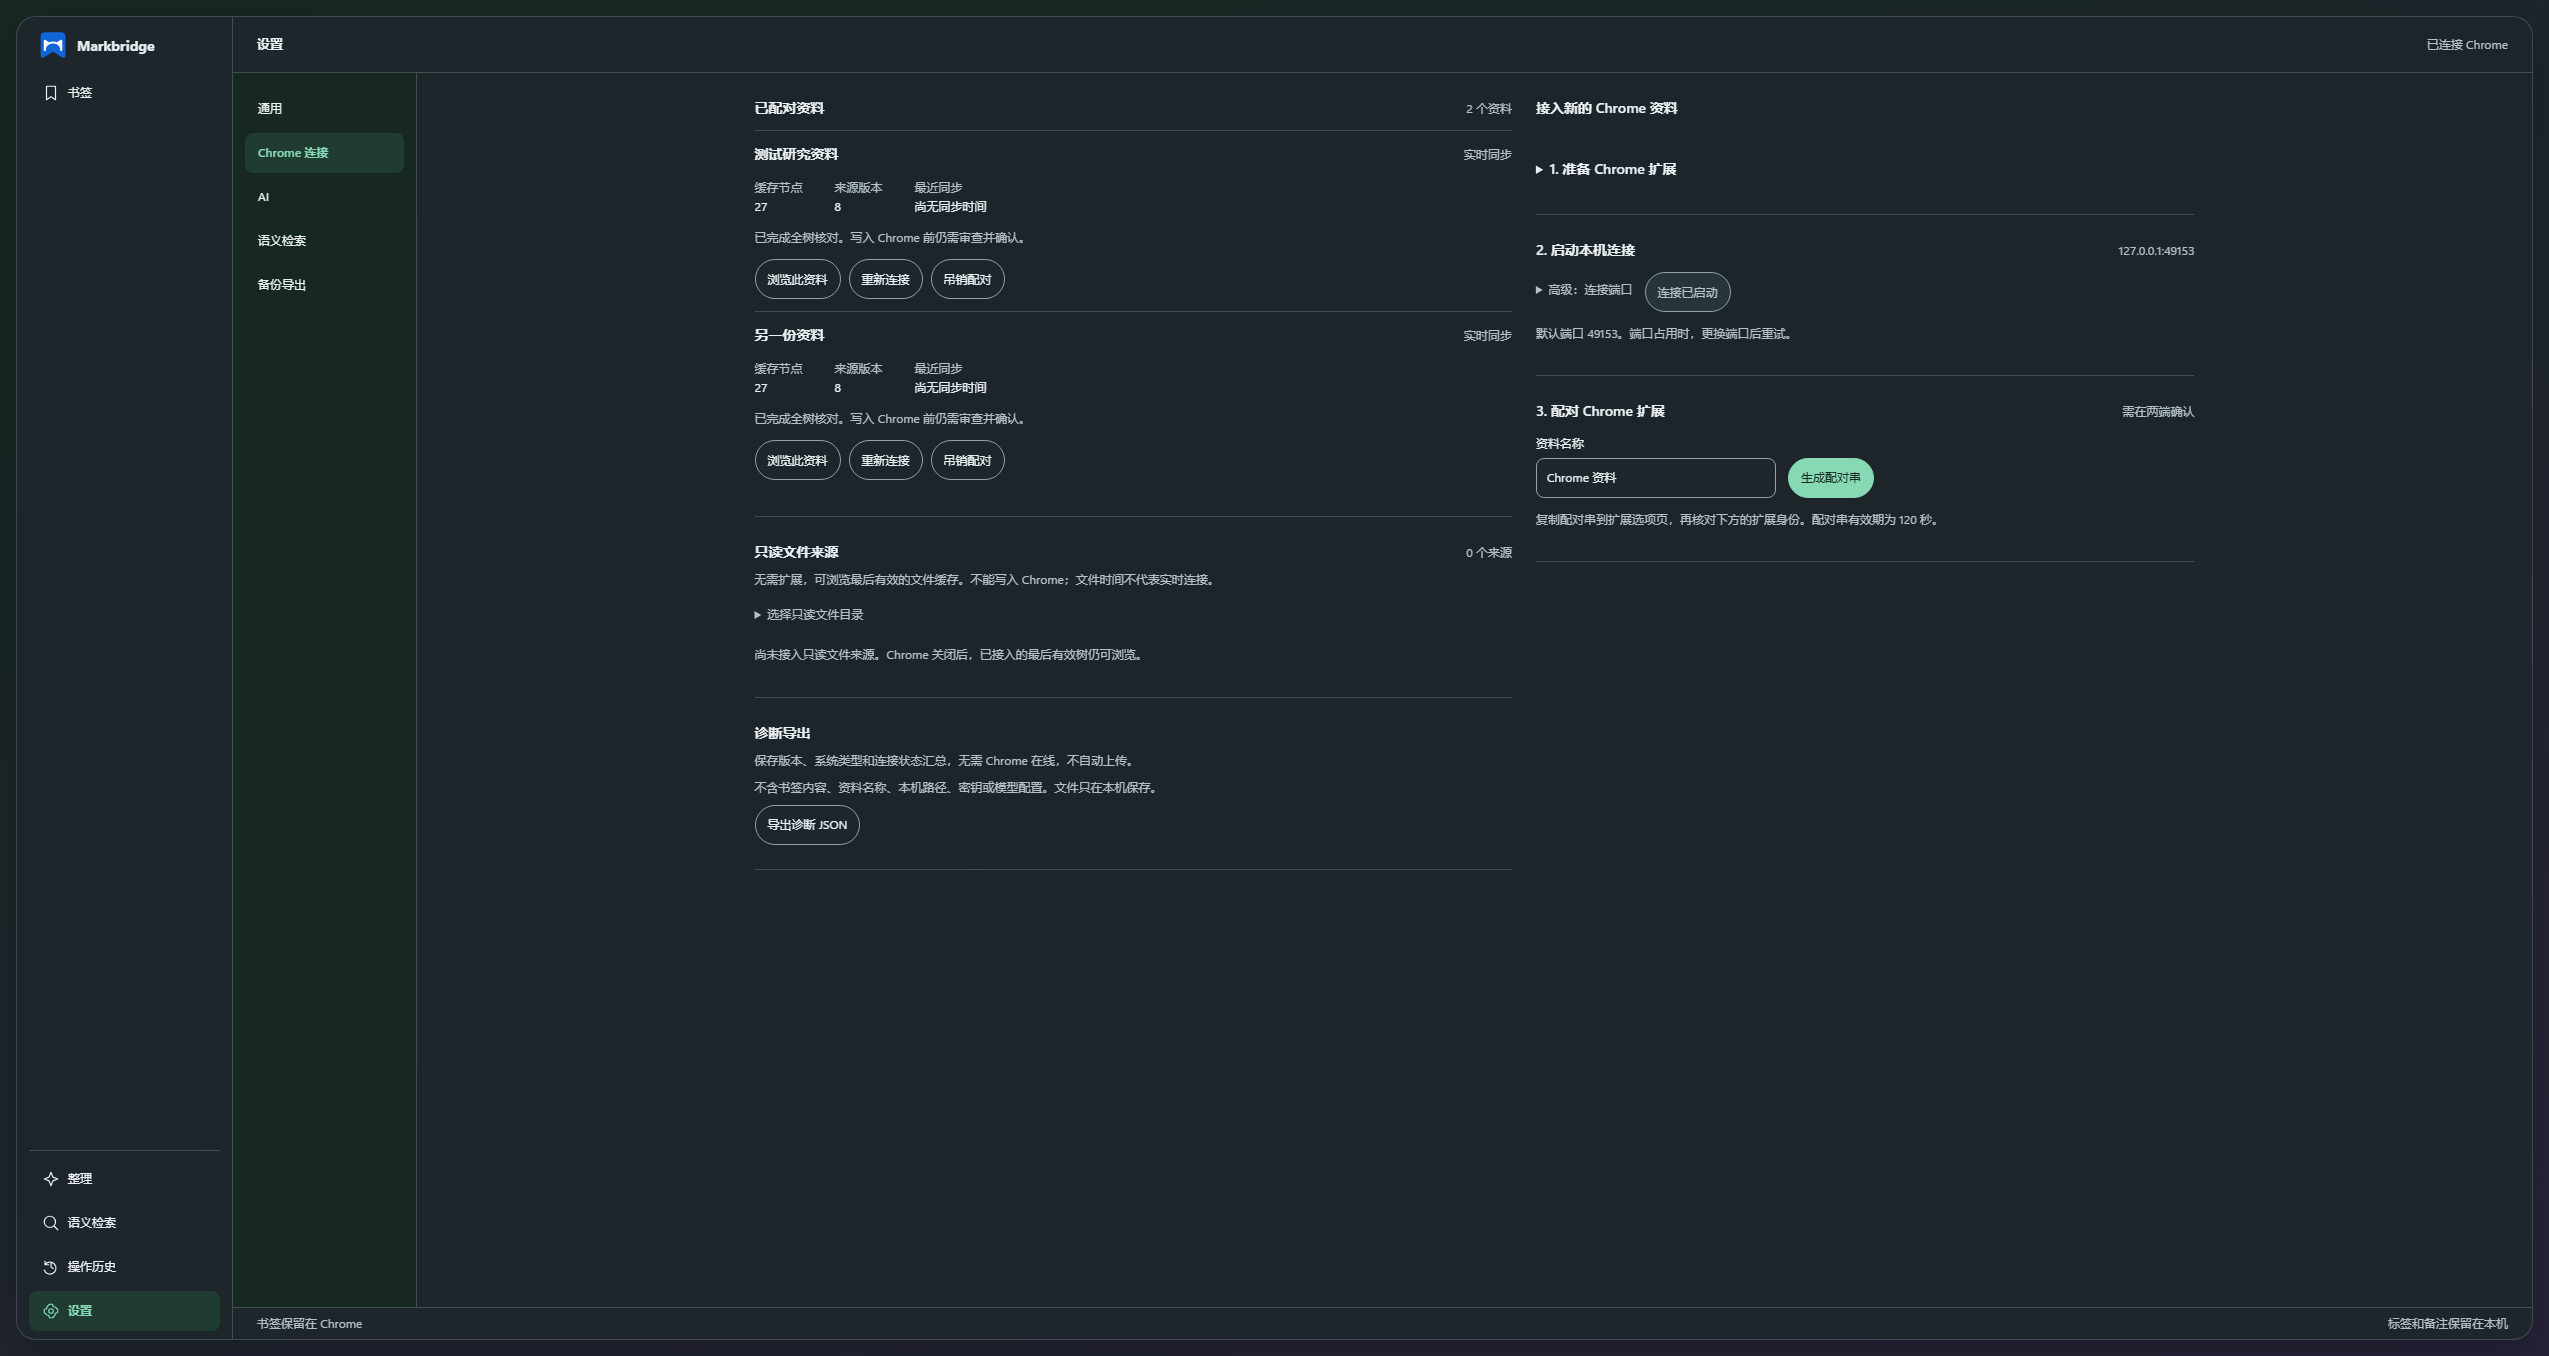 Markbridge
书签
整理
语义检索
操作历史
设置
设置
已连接 Chrome
通用
Chrome 连接
AI
语义检索
备份导出
已配对资料
2 个资料
测试研究资料
实时同步
缓存节点 来源版本 最近同步
27 8 尚无同步时间
已完成全树核对。写入 Chrome 前仍需审查并确认。
浏览此资料 重新连接 吊销配对
另一份资料
实时同步
缓存节点 来源版本 最近同步
27 8 尚无同步时间
已完成全树核对。写入 Chrome 前仍需审查并确认。
浏览此资料 重新连接 吊销配对
只读文件来源
0 个来源
无需扩展，可浏览最后有效的文件缓存。不能写入 Chrome；文件时间不代表实时连接。
选择只读文件目录
尚未接入只读文件来源。Chrome 关闭后，已接入的最后有效树仍可浏览。
诊断导出
保存版本、系统类型和连接状态汇总，无需 Chrome 在线，不自动上传。
不含书签内容、资料名称、本机路径、密钥或模型配置。文件只在本机保存。
导出诊断 JSON
接入新的 Chrome 资料
1. 准备 Chrome 扩展
2. 启动本机连接
127.0.0.1:49153
高级：连接端口 连接已启动
默认端口 49153。端口占用时，更换端口后重试。
3. 配对 Chrome 扩展
需在两端确认
资料名称
Chrome 资料 生成配对串
复制配对串到扩展选项页，再核对下方的扩展身份。配对串有效期为 120 秒。
书签保留在 Chrome
标签和备注保留在本机